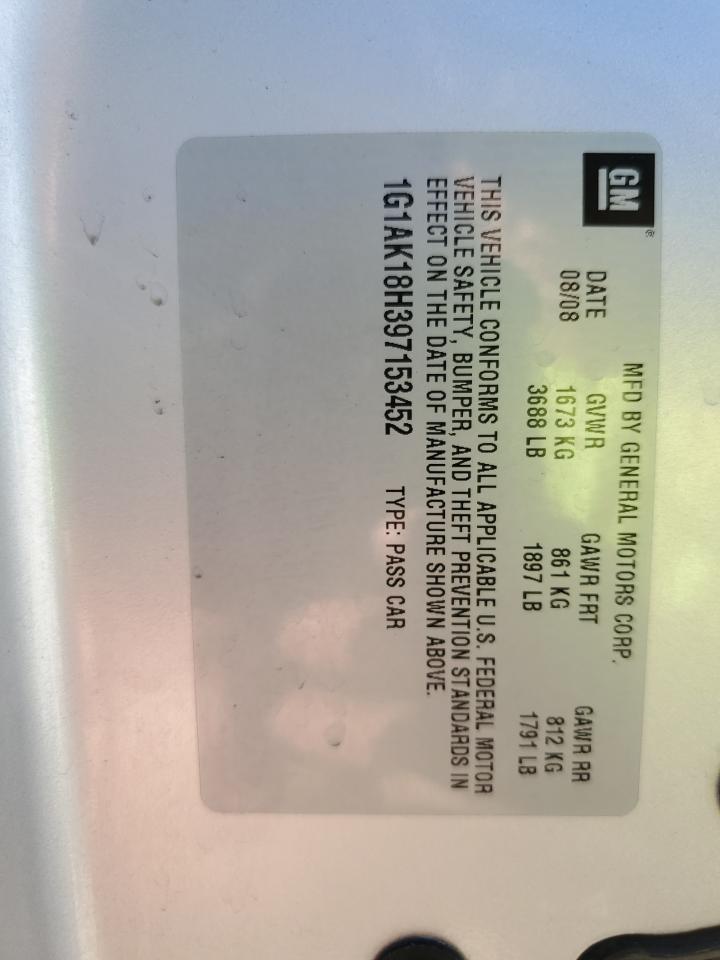 GM®
MFD BY GENERAL MOTORS CORP.
DATE GVWR GAWR FRT GAWR RR
08/08 1673 KG 861 KG 812 KG
3688 LB 1897 LB 1791 LB
THIS VEHICLE CONFORMS TO ALL APPLICABLE U.S. FEDERAL MOTOR
VEHICLE SAFETY, BUMPER, AND THEFT PREVENTION STANDARDS IN
EFFECT ON THE DATE OF MANUFACTURE SHOWN ABOVE.
1G1AK18H397153452 TYPE: PASS CAR